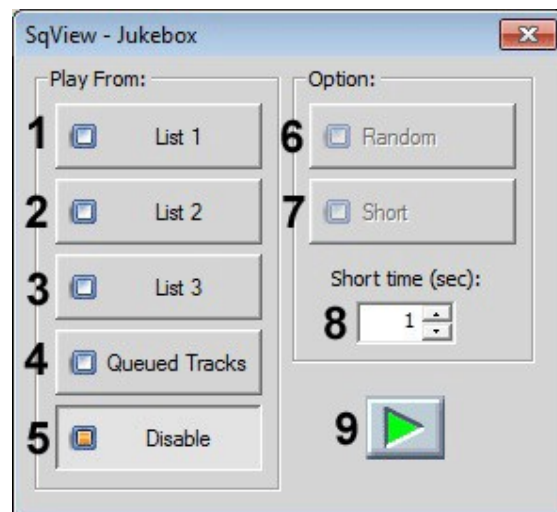 SqView - Jukebox
Play From:
1 List 1
2 List 2
3 List 3
4 Queued Tracks
5 Disable
Option:
6 Random
7 Short
Short time (sec):
8 1
9